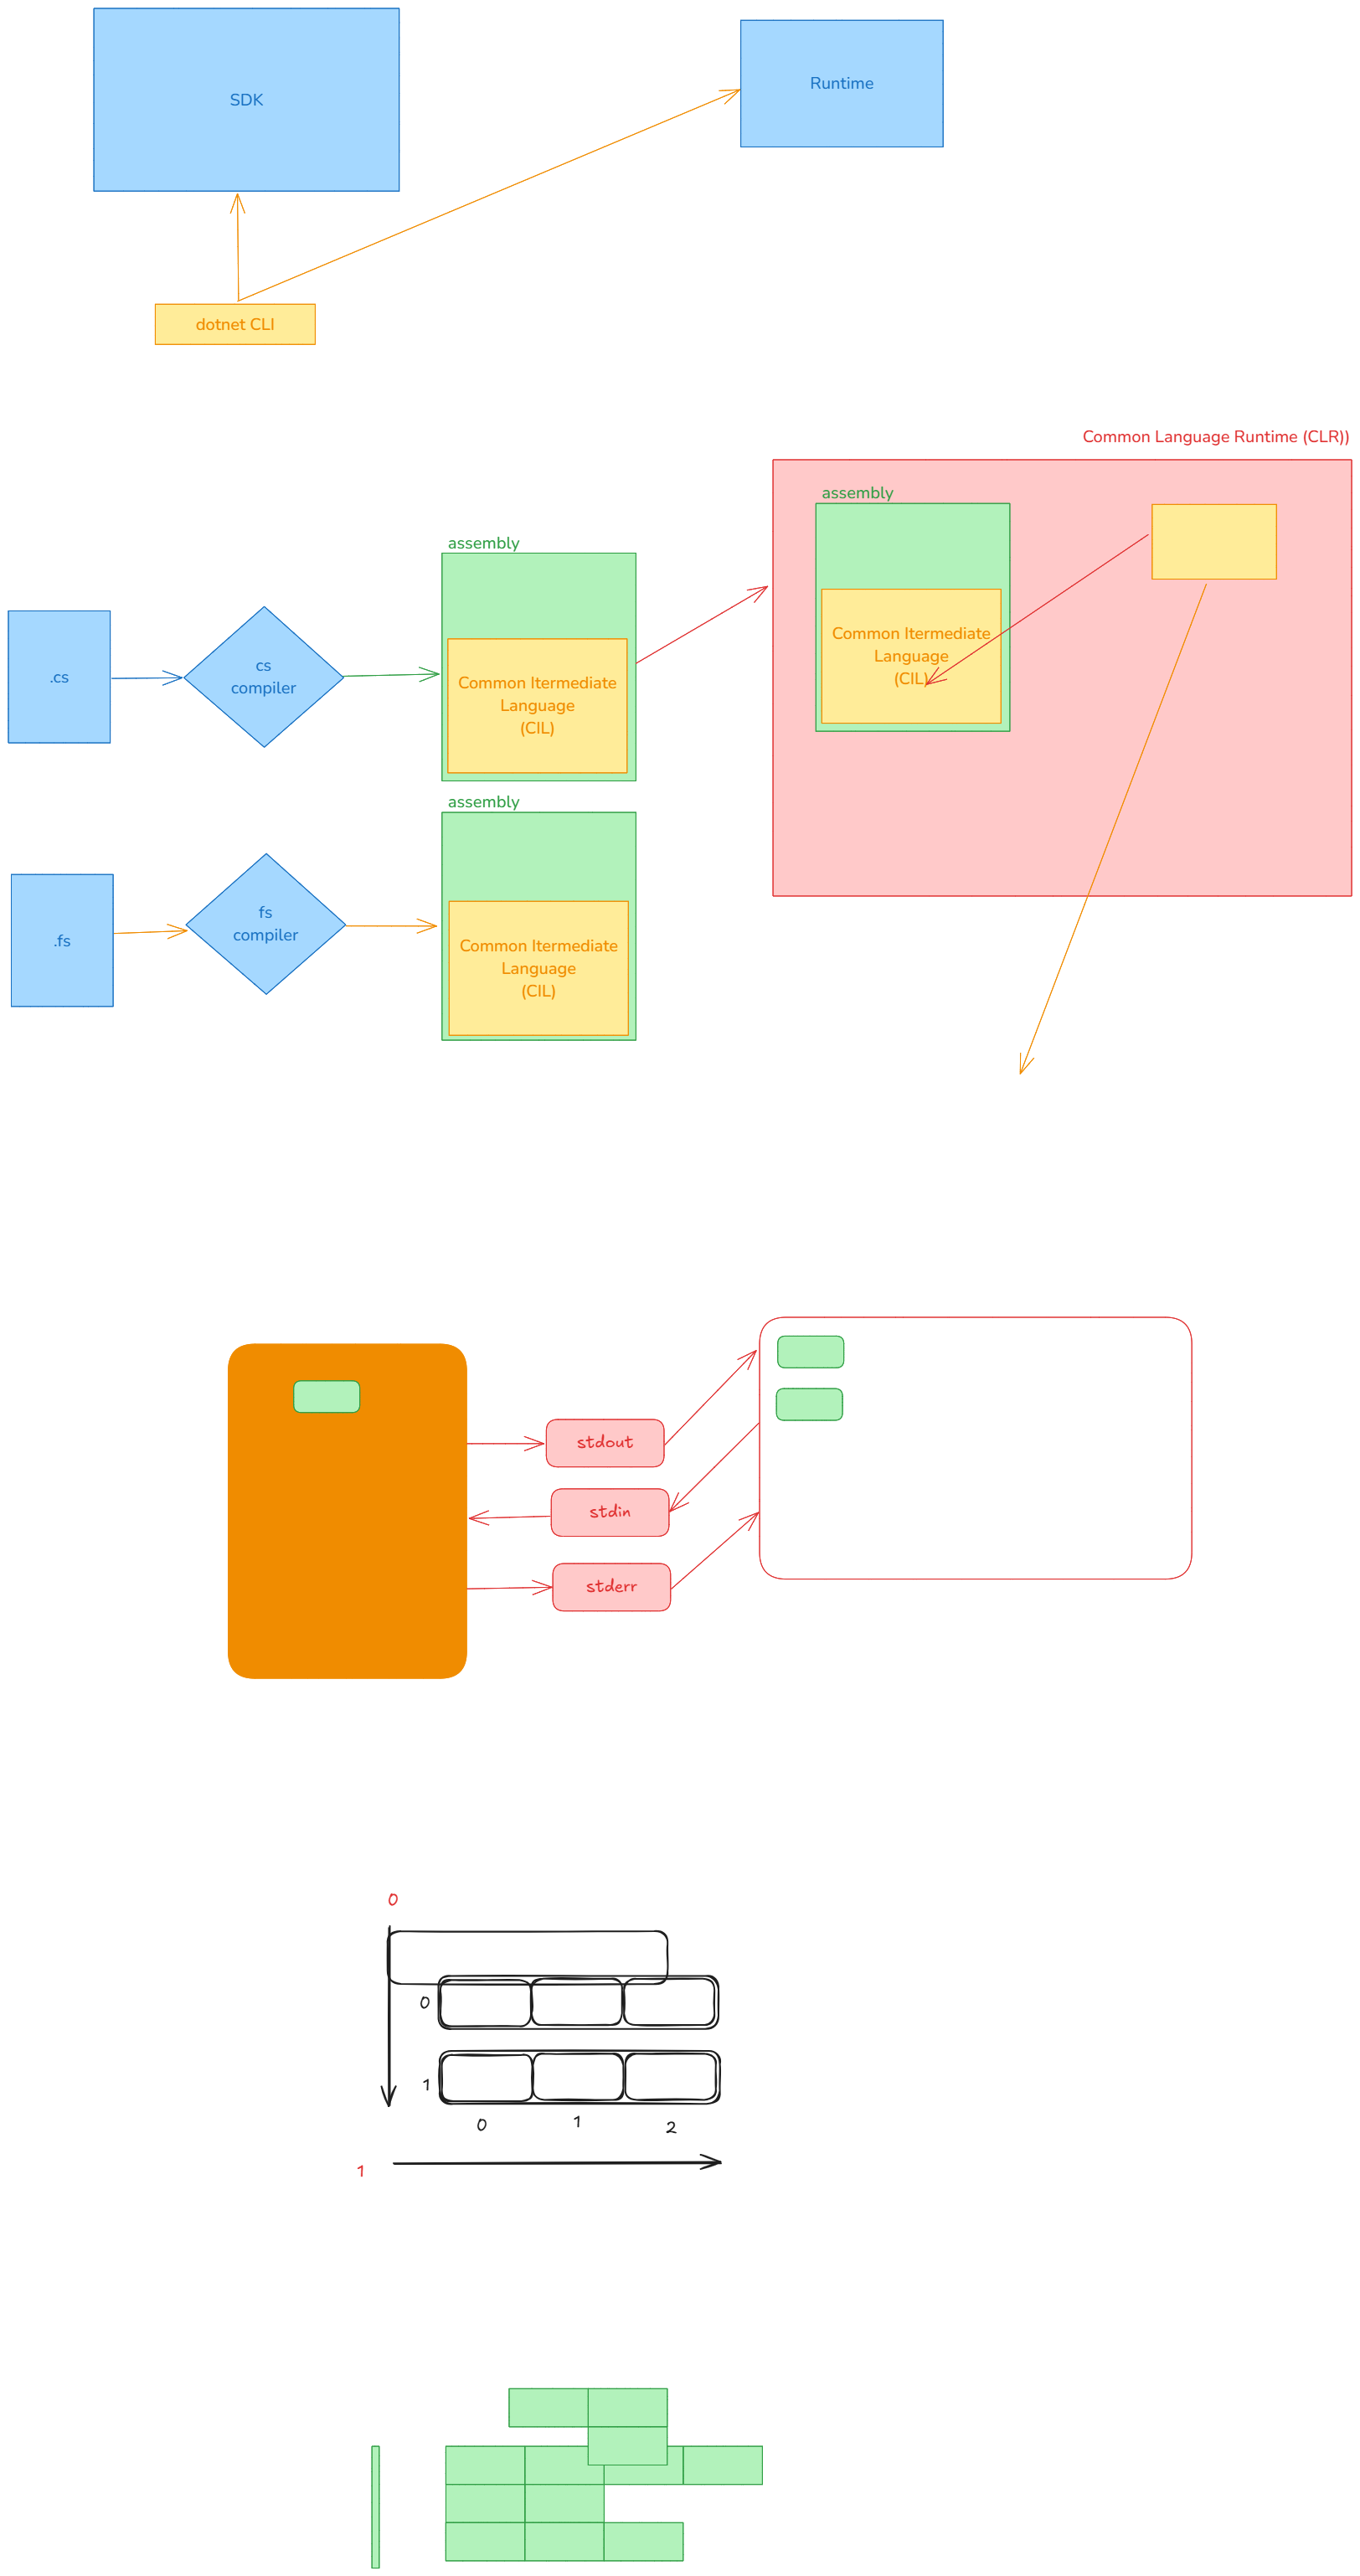 SDK
Runtime
dotnet CLI
Common Language Runtime (CLR))
assembly
assembly
.cs
cs
compiler
Common Itermediate
Language
(CIL)
Common Itermediate
Language
(CIL)
assembly
.fs
fs
compiler
Common Itermediate
Language
(CIL)
stdout
stdin
stderr
0
0
1
0 1 2
1